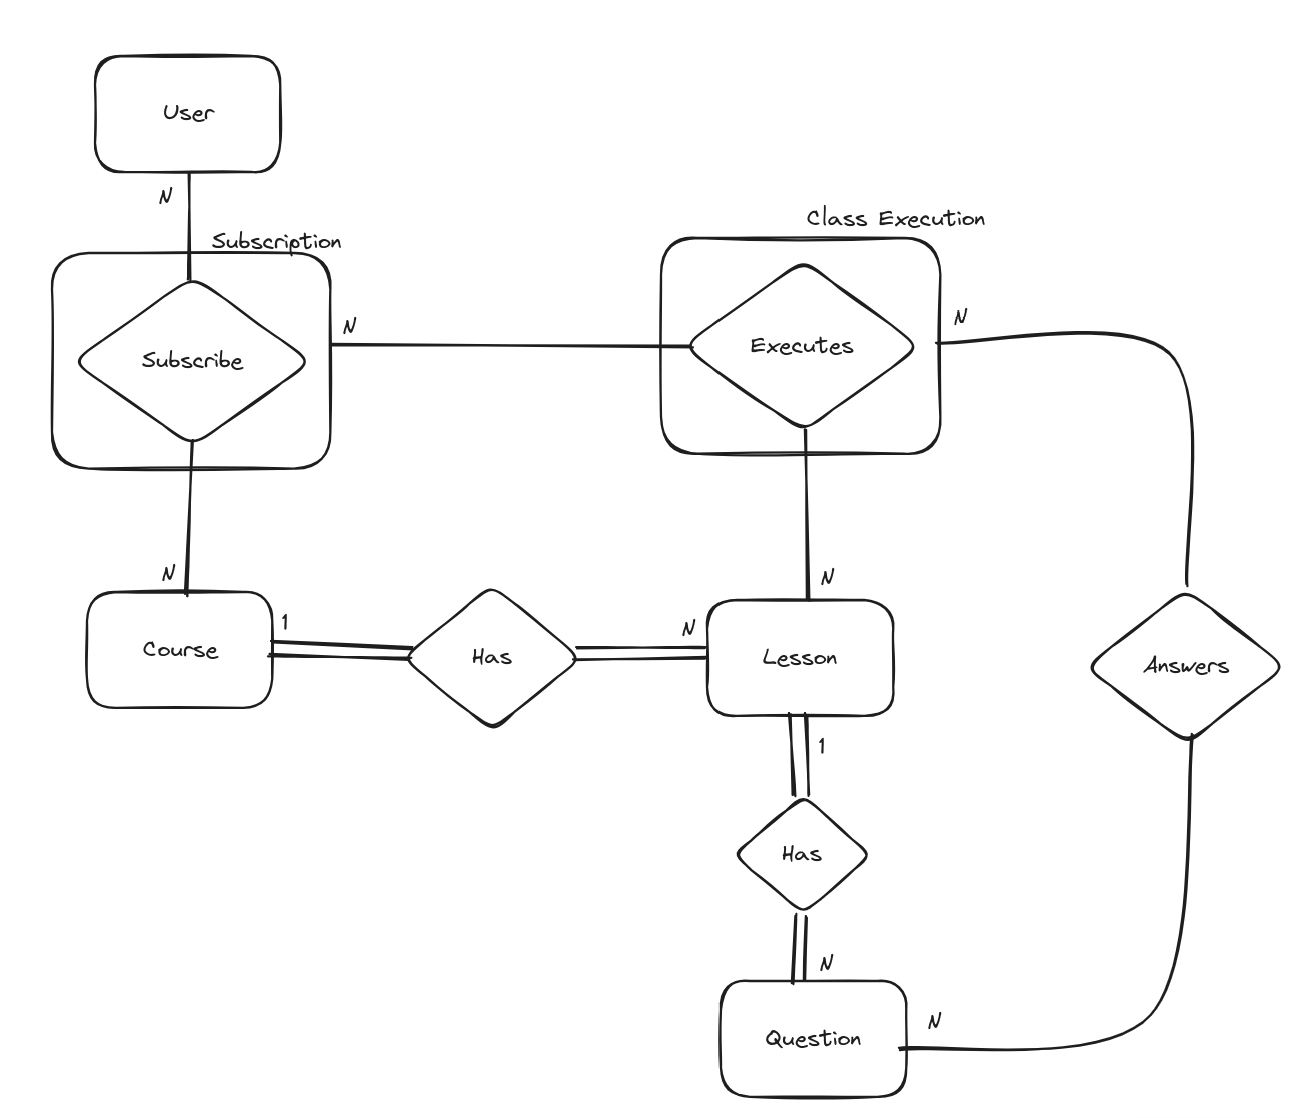 User
N
Subscription
Class Execution
Subscribe
N
Executes
N
N
N
Course
1
Has
N
Lesson
Answers
1
Has
N
Question
N